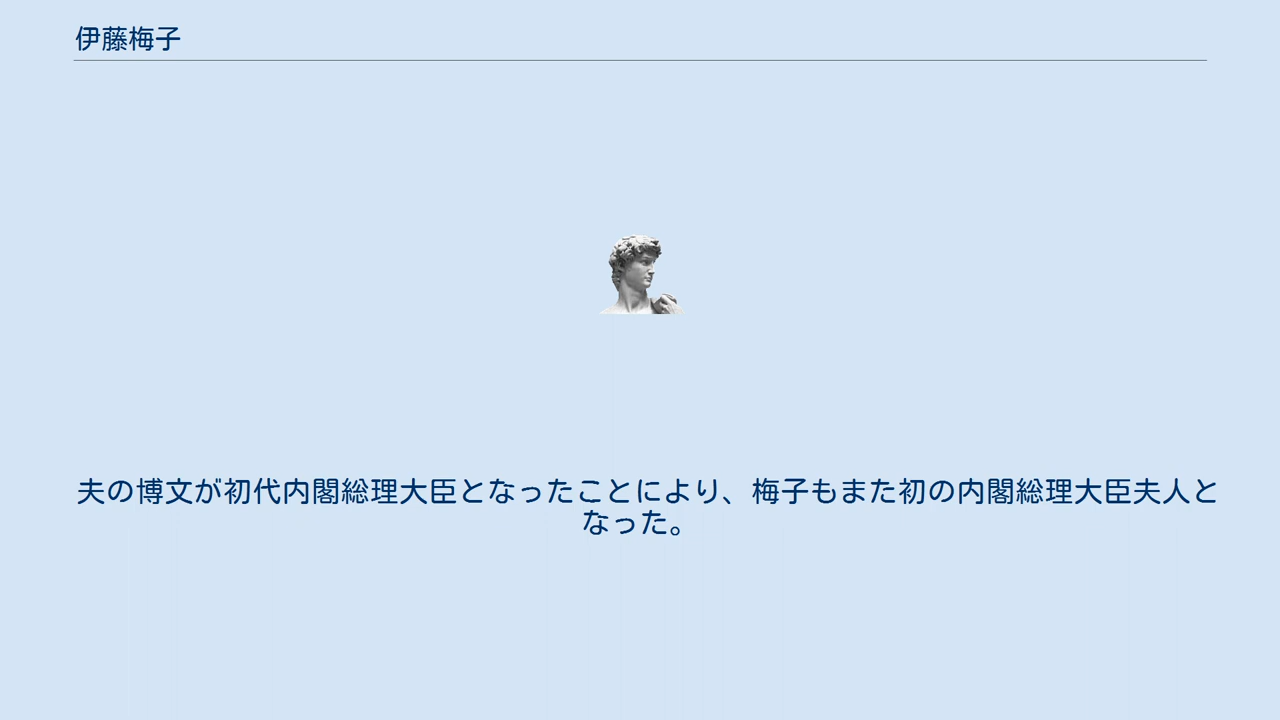 伊藤梅子
夫の博文が初代内閣総理大臣となったことにより、梅子もまた初の内閣総理大臣夫人と
なった。